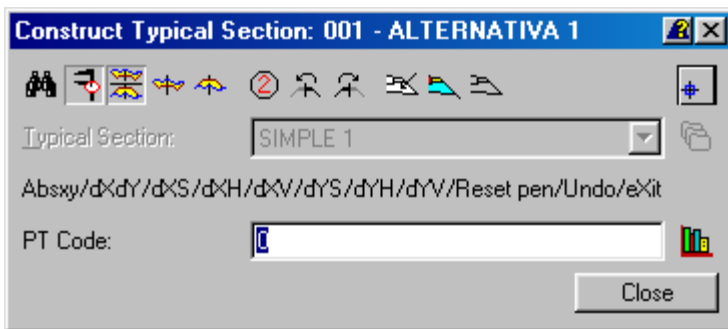 Construct Typical Section: 001 - ALTERNATIVA 1
2
Typical Section: SIMPLE 1
Absxy/dXdY/dXS/dXH/dXV/dYS/dYH/dYV/Reset pen/Undo/eXit
PT Code: 0
Close